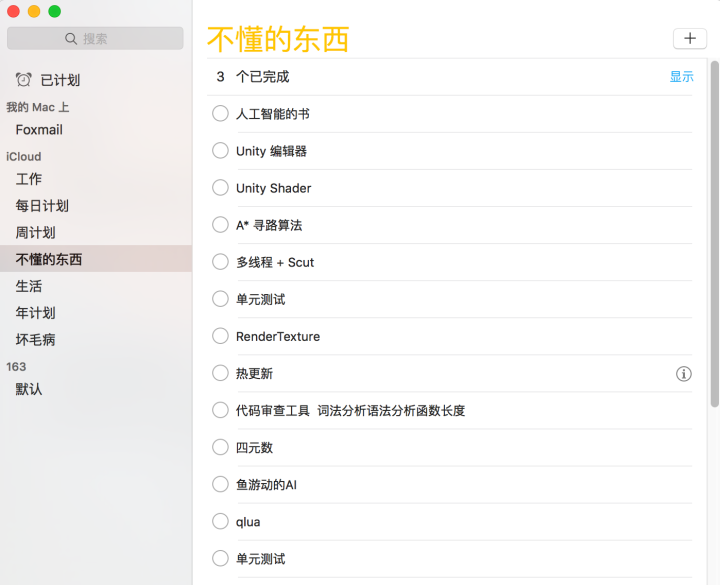 搜索
已计划
我的 Mac 上
Foxmail
iCloud
工作
每日计划
周计划
不懂的东西
生活
年计划
坏毛病
163
默认
不懂的东西
3 个已完成 显示
人工智能的书
Unity 编辑器
Unity Shader
A* 寻路算法
多线程 + Scut
单元测试
RenderTexture
热更新
代码审查工具 词法分析语法分析函数长度
四元数
鱼游动的AI
qlua
单元测试